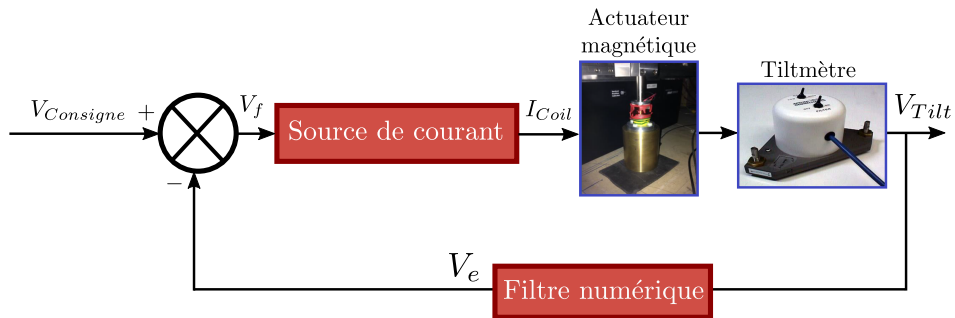 Actuateur
magnétique
Tiltmètre
V_Consigne
+
V_f
Source de courant
I_Coil
V_Tilt
−
V_e
Filtre numérique